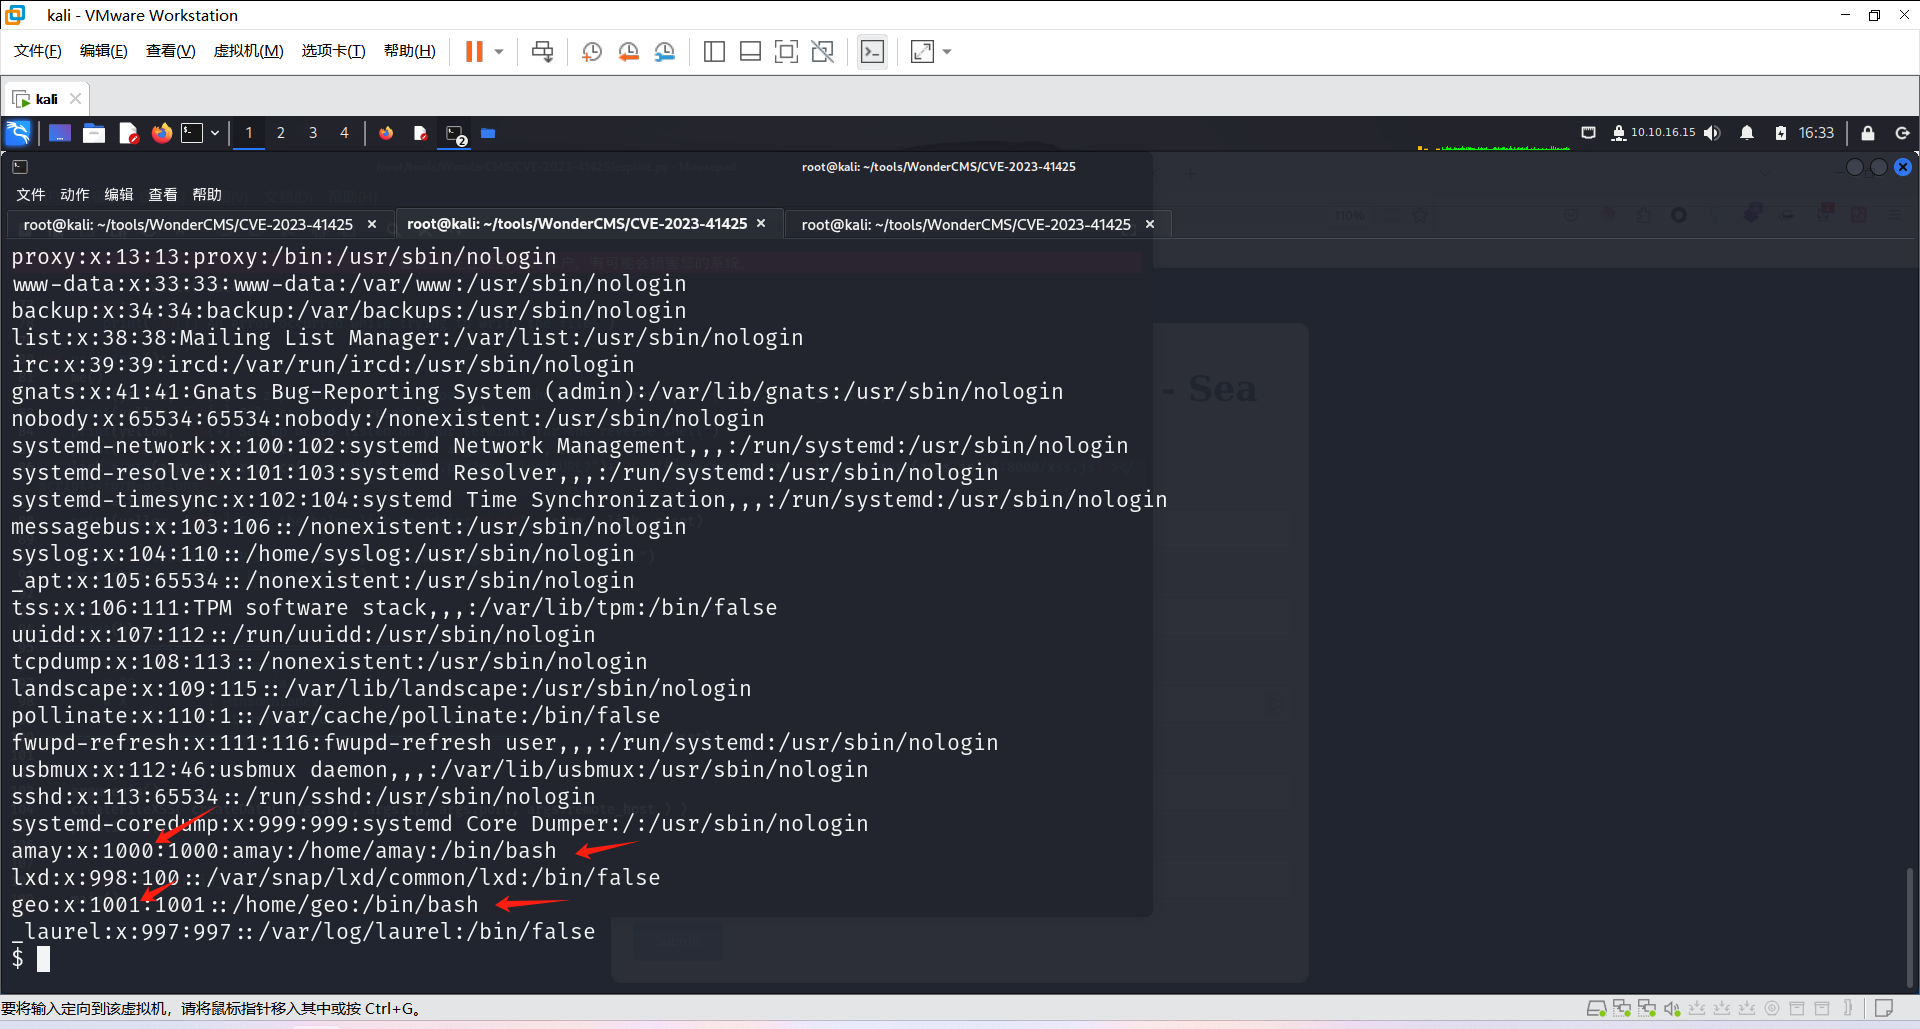 kali - VMware Workstation
文件(F) 编辑(E) 查看(V) 虚拟机(M) 选项卡(T) 帮助(H)
kali
1 2 3 4 2 10.10.16.15 16:33
root@kali: ~/tools/WonderCMS/CVE-2023-41425
文件 动作 编辑 查看 帮助
root@kali: ~/tools/WonderCMS/CVE-2023-41425 root@kali: ~/tools/WonderCMS/CVE-2023-41425 root@kali: ~/tools/WonderCMS/CVE-2023-41425
proxy:x:13:13:proxy:/bin:/usr/sbin/nologin
www-data:x:33:33:www-data:/var/www:/usr/sbin/nologin
backup:x:34:34:backup:/var/backups:/usr/sbin/nologin
list:x:38:38:Mailing List Manager:/var/list:/usr/sbin/nologin
irc:x:39:39:ircd:/var/run/ircd:/usr/sbin/nologin
gnats:x:41:41:Gnats Bug-Reporting System (admin):/var/lib/gnats:/usr/sbin/nologin
- Sea
nobody:x:65534:65534:nobody:/nonexistent:/usr/sbin/nologin
systemd-network:x:100:102:systemd Network Management,,,:/run/systemd:/usr/sbin/nologin
systemd-resolve:x:101:103:systemd Resolver,,,:/run/systemd:/usr/sbin/nologin
systemd-timesync:x:102:104:systemd Time Synchronization,,,:/run/systemd:/usr/sbin/nologin
messagebus:x:103:106::/nonexistent:/usr/sbin/nologin
syslog:x:104:110::/home/syslog:/usr/sbin/nologin
_apt:x:105:65534::/nonexistent:/usr/sbin/nologin
tss:x:106:111:TPM software stack,,,:/var/lib/tpm:/bin/false
uuidd:x:107:112::/run/uuidd:/usr/sbin/nologin
tcpdump:x:108:113::/nonexistent:/usr/sbin/nologin
landscape:x:109:115::/var/lib/landscape:/usr/sbin/nologin
pollinate:x:110:1::/var/cache/pollinate:/bin/false
fwupd-refresh:x:111:116:fwupd-refresh user,,,:/run/systemd:/usr/sbin/nologin
usbmux:x:112:46:usbmux daemon,,,:/var/lib/usbmux:/usr/sbin/nologin
sshd:x:113:65534::/run/sshd:/usr/sbin/nologin
systemd-coredump:x:999:999:systemd Core Dumper:/:/usr/sbin/nologin
amay:x:1000:1000:amay:/home/amay:/bin/bash
lxd:x:998:100::/var/snap/lxd/common/lxd:/bin/false
geo:x:1001:1001::/home/geo:/bin/bash
_laurel:x:997:997::/var/log/laurel:/bin/false
$
要将输入定向到该虚拟机，请将鼠标指针移入其中或按 Ctrl+G。